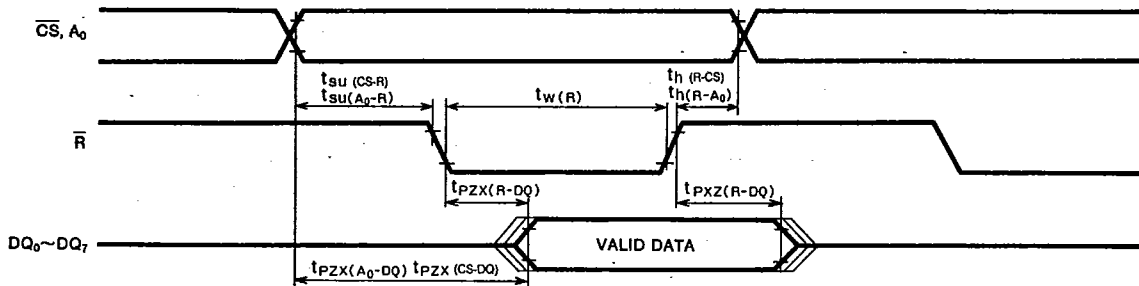 CS, A₀
tsu (CS-R)
tsu(A₀-R)
tw(R)
th (R-CS)
th(R-A₀)
R
tPZX(R-DQ)
tPXZ(R-DQ)
DQ₀~DQ₇
VALID DATA
tPZX(A₀-DQ) tPZX (CS-DQ)